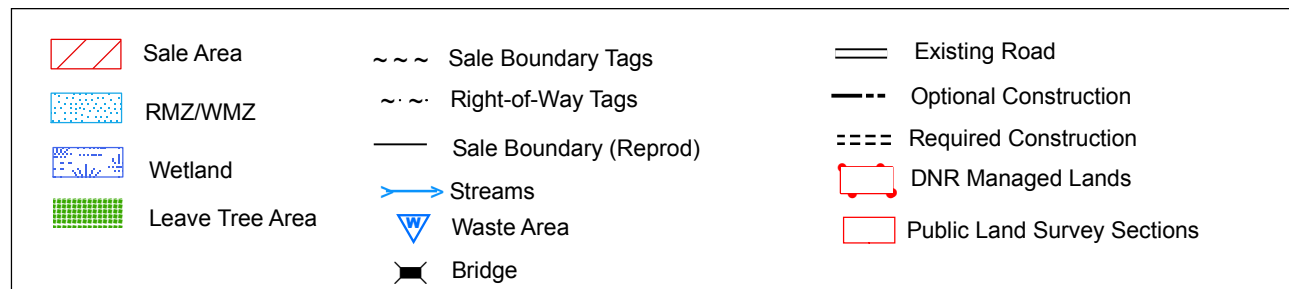 Sale Area
RMZ/WMZ
Wetland
Leave Tree Area
Sale Boundary Tags
Right-of-Way Tags
Sale Boundary (Reprod)
Streams
W
Waste Area
Bridge
Existing Road
Optional Construction
Required Construction
DNR Managed Lands
Public Land Survey Sections